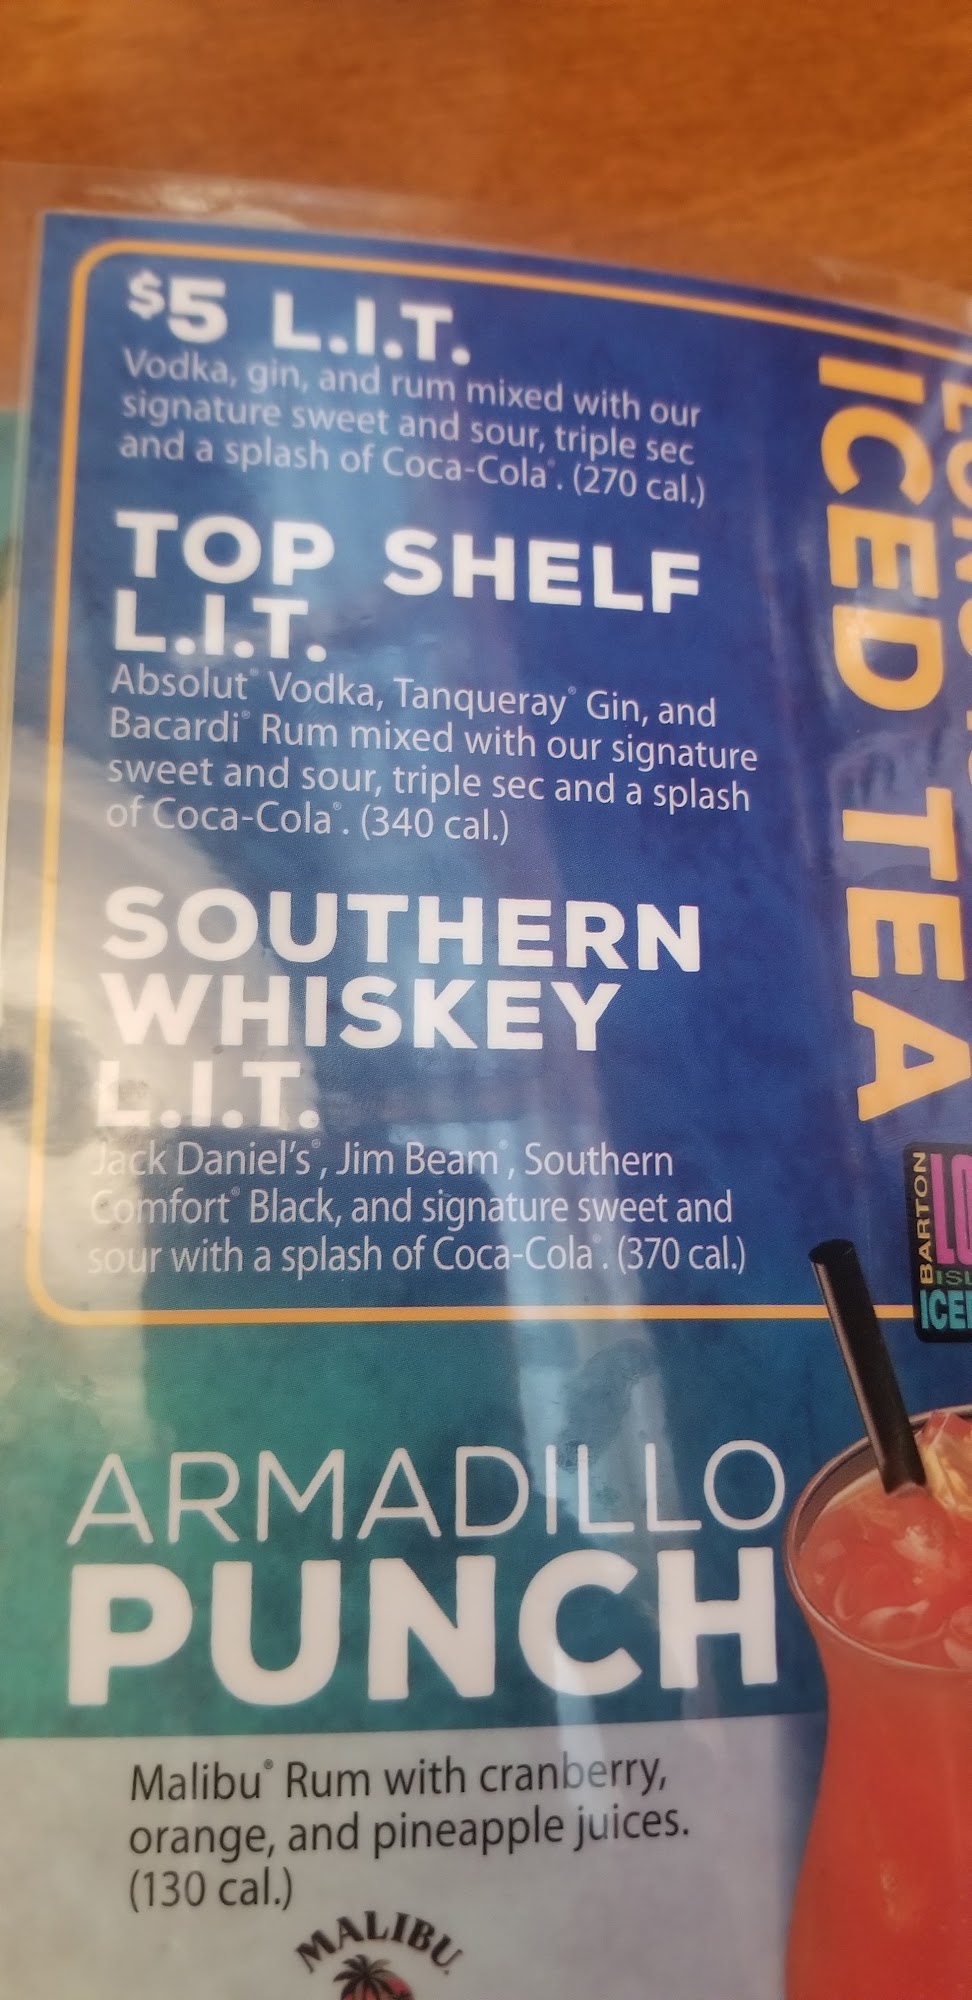 $5 L.I.T.
Vodka, gin, and rum mixed with our
signature sweet and sour, triple sec
and a splash of Coca-Cola®. (270 cal.)
TOP SHELF
L.I.T.
Absolut® Vodka, Tanqueray® Gin, and
Bacardi® Rum mixed with our signature
sweet and sour, triple sec and a splash
of Coca-Cola®. (340 cal.)
SOUTHERN
WHISKEY
L.I.T.
Jack Daniel's®, Jim Beam®, Southern
Comfort® Black, and signature sweet and
sour with a splash of Coca-Cola®. (370 cal.)
ICED TEA
BARTON
ARMADILLO
PUNCH
Malibu® Rum with cranberry,
orange, and pineapple juices.
(130 cal.)
MALIBU